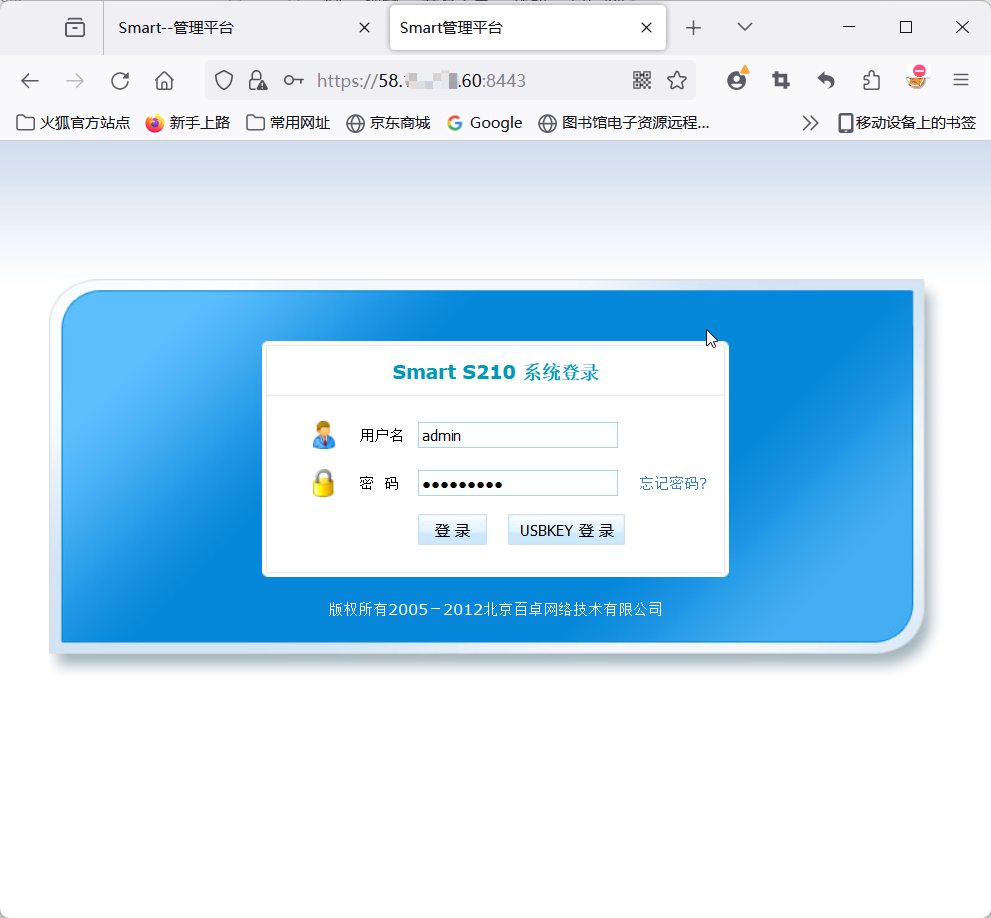 Smart--管理平台
Smart管理平台
https://58. .60:8443
火狐官方站点 新手上路 常用网址 京东商城 Google 图书馆电子资源远程... 移动设备上的书签
Smart S210 系统登录
用户名 admin
密 码 ●●●●●●●●● 忘记密码?
登 录 USBKEY 登 录
版权所有2005－2012北京百卓网络技术有限公司